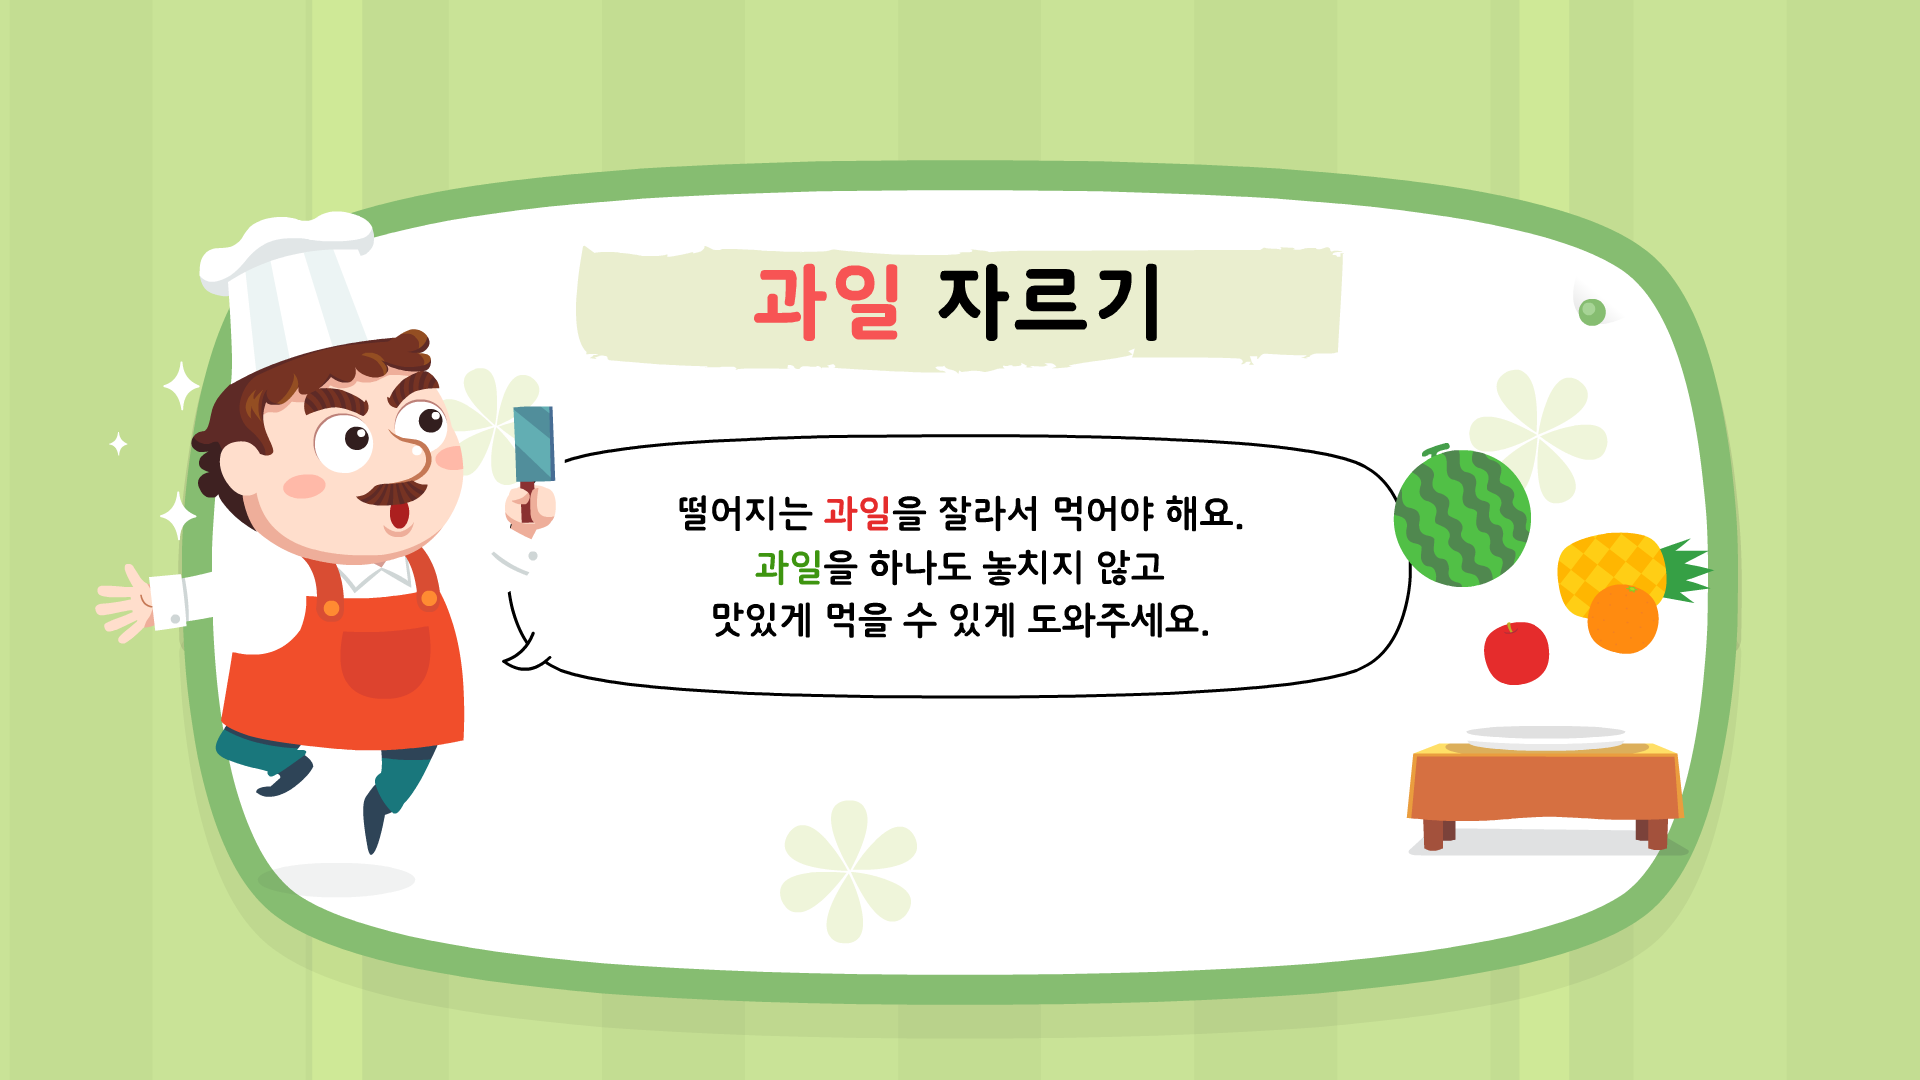 과일 자르기
떨어지는 과일을 잘라서 먹어야 해요.
과일을 하나도 놓치지 않고
맛있게 먹을 수 있게 도와주세요.